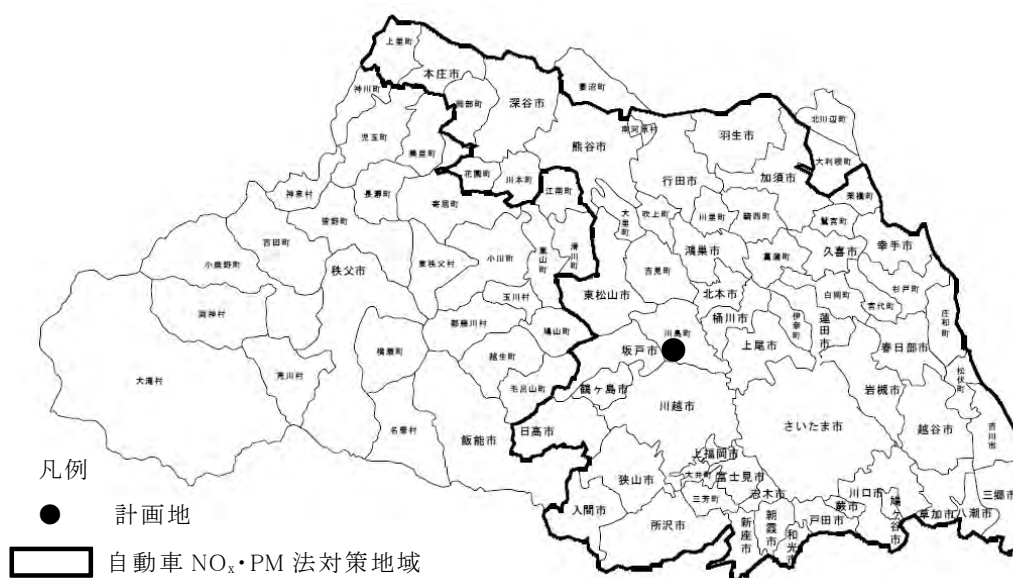 上里町
本庄市
神川町
岡部町
深谷市
妻沼町
児玉町
美里町
南河原村
羽生市
北川辺町
熊谷市
大利根町
花園町
川本町
江南町
行田市
加須市
神泉村
長瀞町
寄居町
栗橋町
皆野町
大里町
吹上町
川里町
騎西町
鷲宮町
吉田町
秩父市
東秩父村
小川町
嵐山町
滑川町
吉見町
鴻巣市
菖蒲町
久喜市
幸手市
小鹿野町
両神村
玉川村
東松山市
北本市
白岡町
杉戸町
宮代町
庄和町
都幾川村
鳩山町
桶川市
伊奈町
蓮田市
川島町
上尾市
春日部市
横瀬町
越生町
坂戸市
松伏町
大滝村
荒川村
毛呂山町
鶴ヶ島市
岩槻市
川越市
さいたま市
越谷市
吉川市
名栗村
飯能市
日高市
上福岡市
狭山市
大井町
富士見市
三芳町
志木市
川口市
鳩ヶ谷市
三郷市
入間市
所沢市
新座市
朝霞市
和光市
戸田市
蕨市
草加市
八潮市
凡例
計画地
自動車 NOx・PM 法対策地域